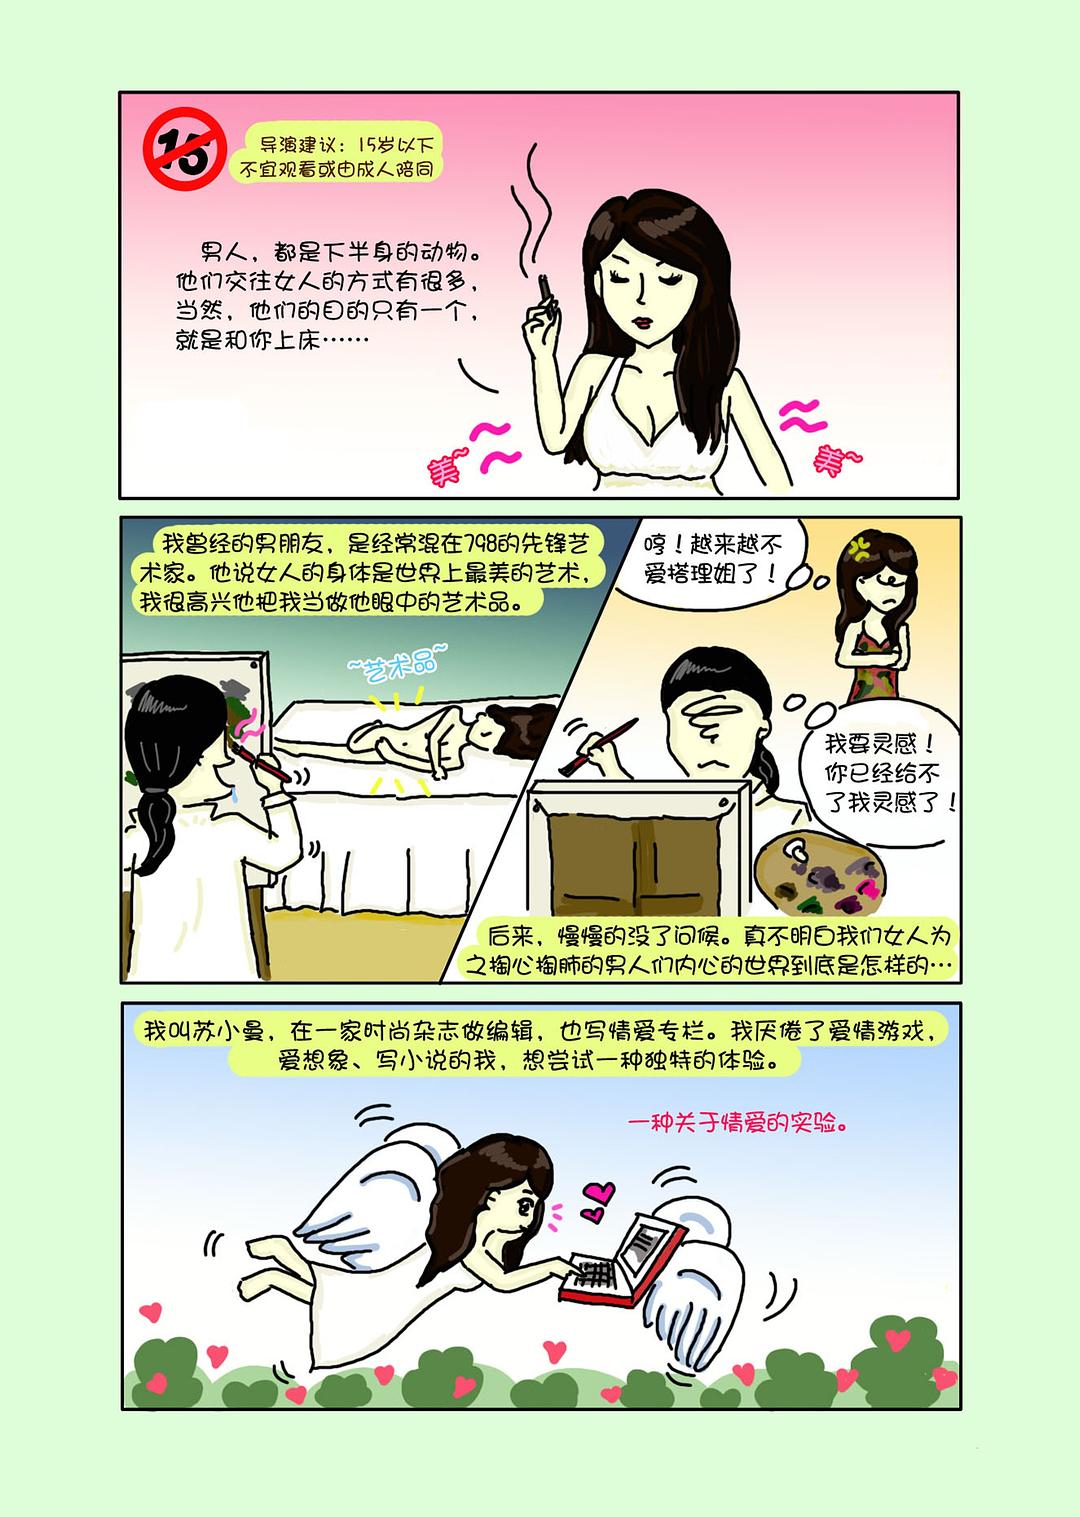 15
导演建议：15岁以下
不宜观看或由成人陪同
男人，都是下半身的动物。
他们交往女人的方式有很多，
当然，他们的目的只有一个，
就是和你上床……
美~
美~
我曾经的男朋友，是经常混在798的先锋艺
术家。他说女人的身体是世界上最美的艺术，
我很高兴他把我当做他眼中的艺术品。
~艺术品~
哼！越来越不
爱搭理姐了！
我要灵感！
你已经给不
了我灵感了！
后来，慢慢的没了问候。真不明白我们女人为
之掏心掏肺的男人们内心的世界到底是怎样的…
我叫苏小曼，在一家时尚杂志做编辑，也写情爱专栏。我厌倦了爱情游戏，
爱想象、写小说的我，想尝试一种独特的体验。
一种关于情爱的实验。